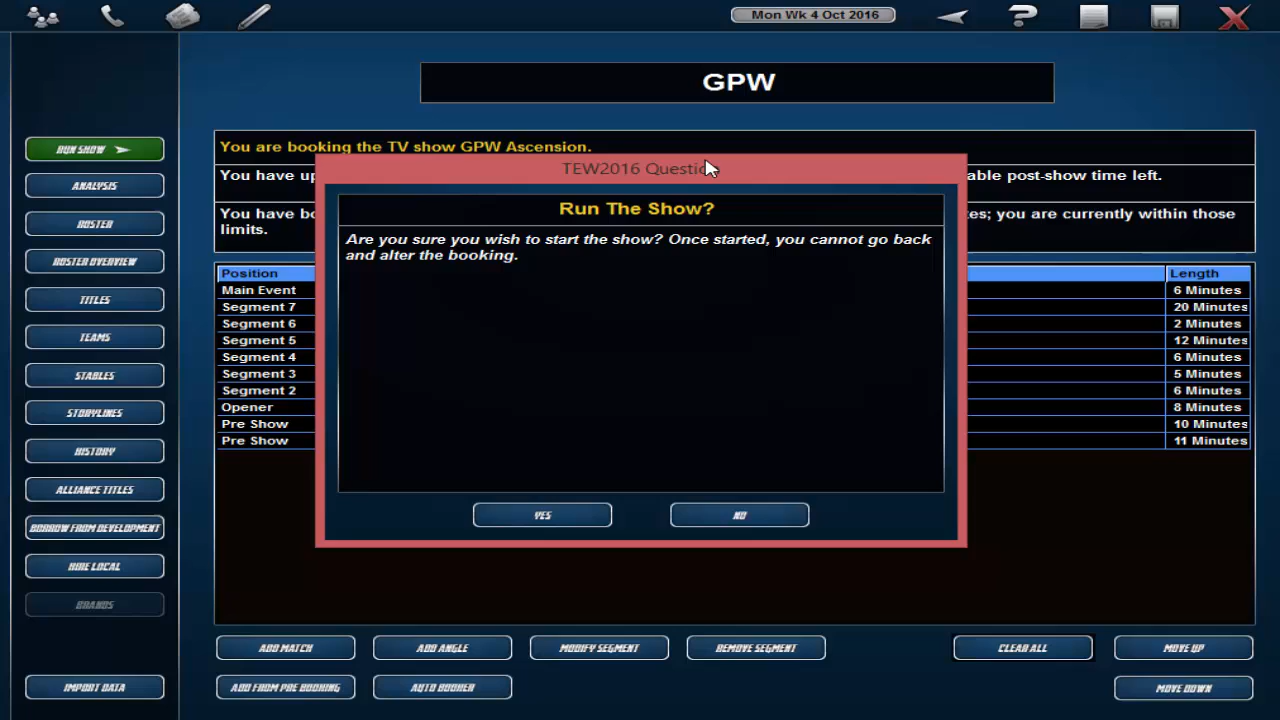 Mon Wk 4 Oct 2016
GPW
RUN SHOW
ANALYSIS
ROSTER
ROSTER OVERVIEW
TITLES
TEAMS
STABLES
STORYLINES
HISTORY
ALLIANCE TITLES
BORROW FROM DEVELOPMENT
HIRE LOCAL
BRANDS
IMPORT DATA
You are booking the TV show GPW Ascension.
You have up
able post-show time left.
You have bo
es; you are currently within those
limits.
TEW2016 Question
Run The Show?
Are you sure you wish to start the show? Once started, you cannot go back
and alter the booking.
YES
NO
Position
Length
Main Event
6 Minutes
Segment 7
20 Minutes
Segment 6
2 Minutes
Segment 5
12 Minutes
Segment 4
6 Minutes
Segment 3
5 Minutes
Segment 2
6 Minutes
Opener
8 Minutes
Pre Show
10 Minutes
Pre Show
11 Minutes
ADD MATCH
ADD ANGLE
MODIFY SEGMENT
REMOVE SEGMENT
CLEAR ALL
MOVE UP
ADD FROM PRE BOOKING
AUTO BOOKER
MOVE DOWN